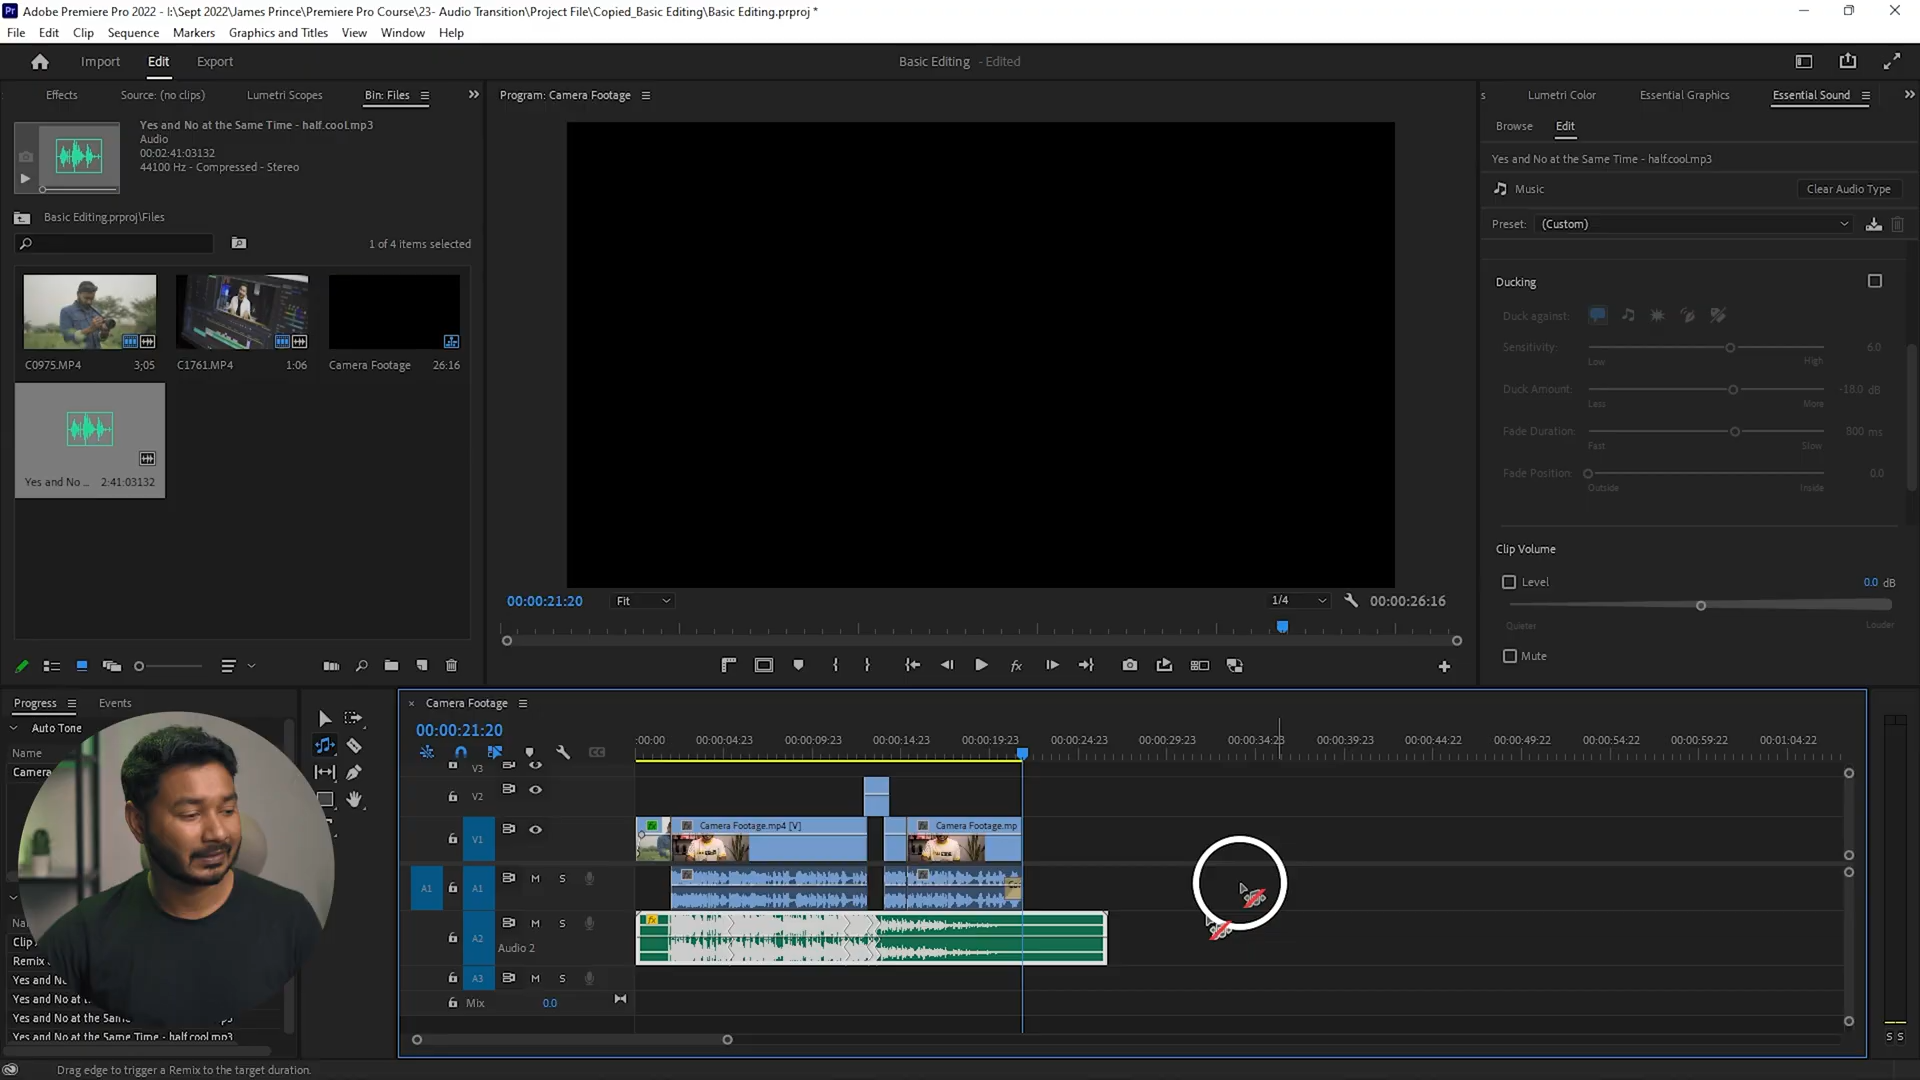 Adobe Premiere Pro 2022 - I:\Sept 2022\James Prince\Premiere Pro Course\23- Audio Transition\Project File\Copied_Basic Editing\Basic Editing.prproj *
File Edit Clip Sequence Markers Graphics and Titles View Window Help
Import Edit Export
Basic Editing - Edited
Effects Source: (no clips) Lumetri Scopes Bin: Files
Program: Camera Footage
Lumetri Color Essential Graphics Essential Sound
Yes and No at the Same Time - half.cool.mp3
Audio
00:02:41:03132
44100 Hz - Compressed - Stereo
Basic Editing.prproj\Files
1 of 4 items selected
C0975.MP4 3;05
C1761.MP4 1:06
Camera Footage 26:16
Yes and No ... 2:41:03132
00:00:21:20 Fit 1/4 00:00:26:16
Browse Edit
Yes and No at the Same Time - half.cool.mp3
Music Clear Audio Type
Preset: (Custom)
Ducking
Duck against:
Sensitivity: 6.0
Low High
Duck Amount: -18.0 dB
Less More
Fade Duration: 800 ms
Fast Slow
Fade Position: 0.0
Outside Inside
Clip Volume
Level 0.0 dB
Quieter Louder
Mute
Progress Events
Auto Tone
Name
Camera
Clip
Remix
Yes and No
Yes and No at t
Yes and No at the Sam
Yes and No at the Same Time - half.cool.mp3
Camera Footage
00:00:21:20
:00:00 00:00:04:23 00:00:09:23 00:00:14:23 00:00:19:23 00:00:24:23 00:00:29:23 00:00:34:23 00:00:39:23 00:00:44:22 00:00:49:22 00:00:54:22 00:00:59:22 00:01:04:22
V3
V2
V1 Camera Footage.mp4 [V] Camera Footage.mp
A1 A1 M S
A2 M S
Audio 2
A3 M S
Mix 0.0
S S
Drag edge to trigger a Remix to the target duration.